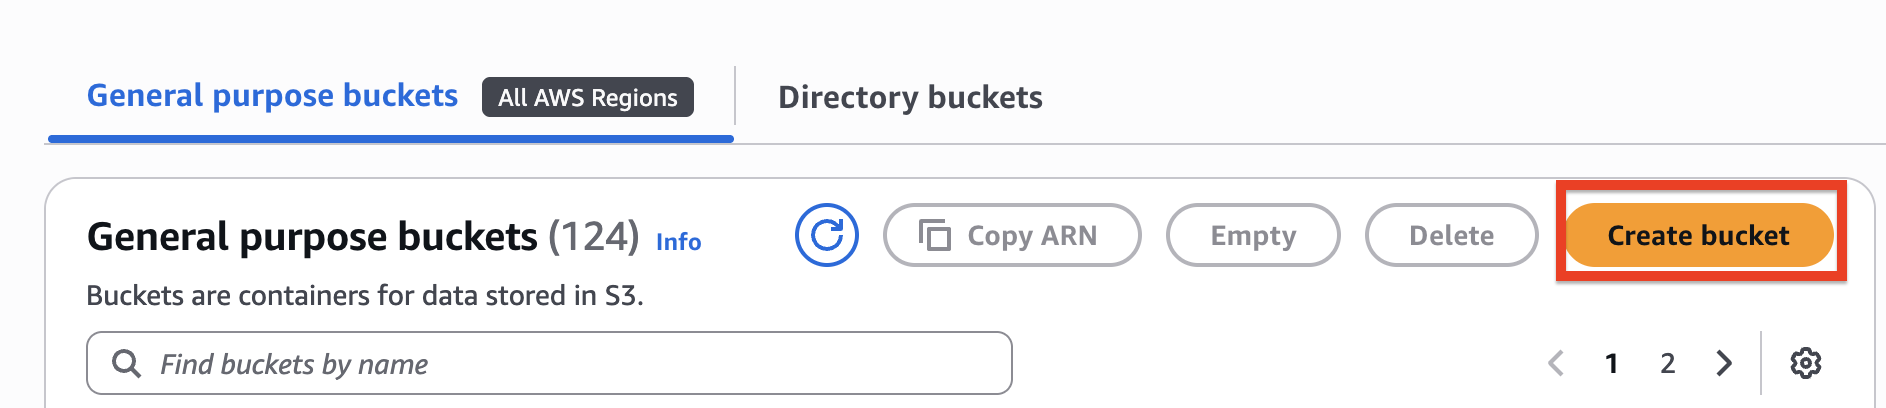 General purpose buckets All AWS Regions Directory buckets
General purpose buckets (124) Info Copy ARN Empty Delete Create bucket
Buckets are containers for data stored in S3.
Find buckets by name 1 2